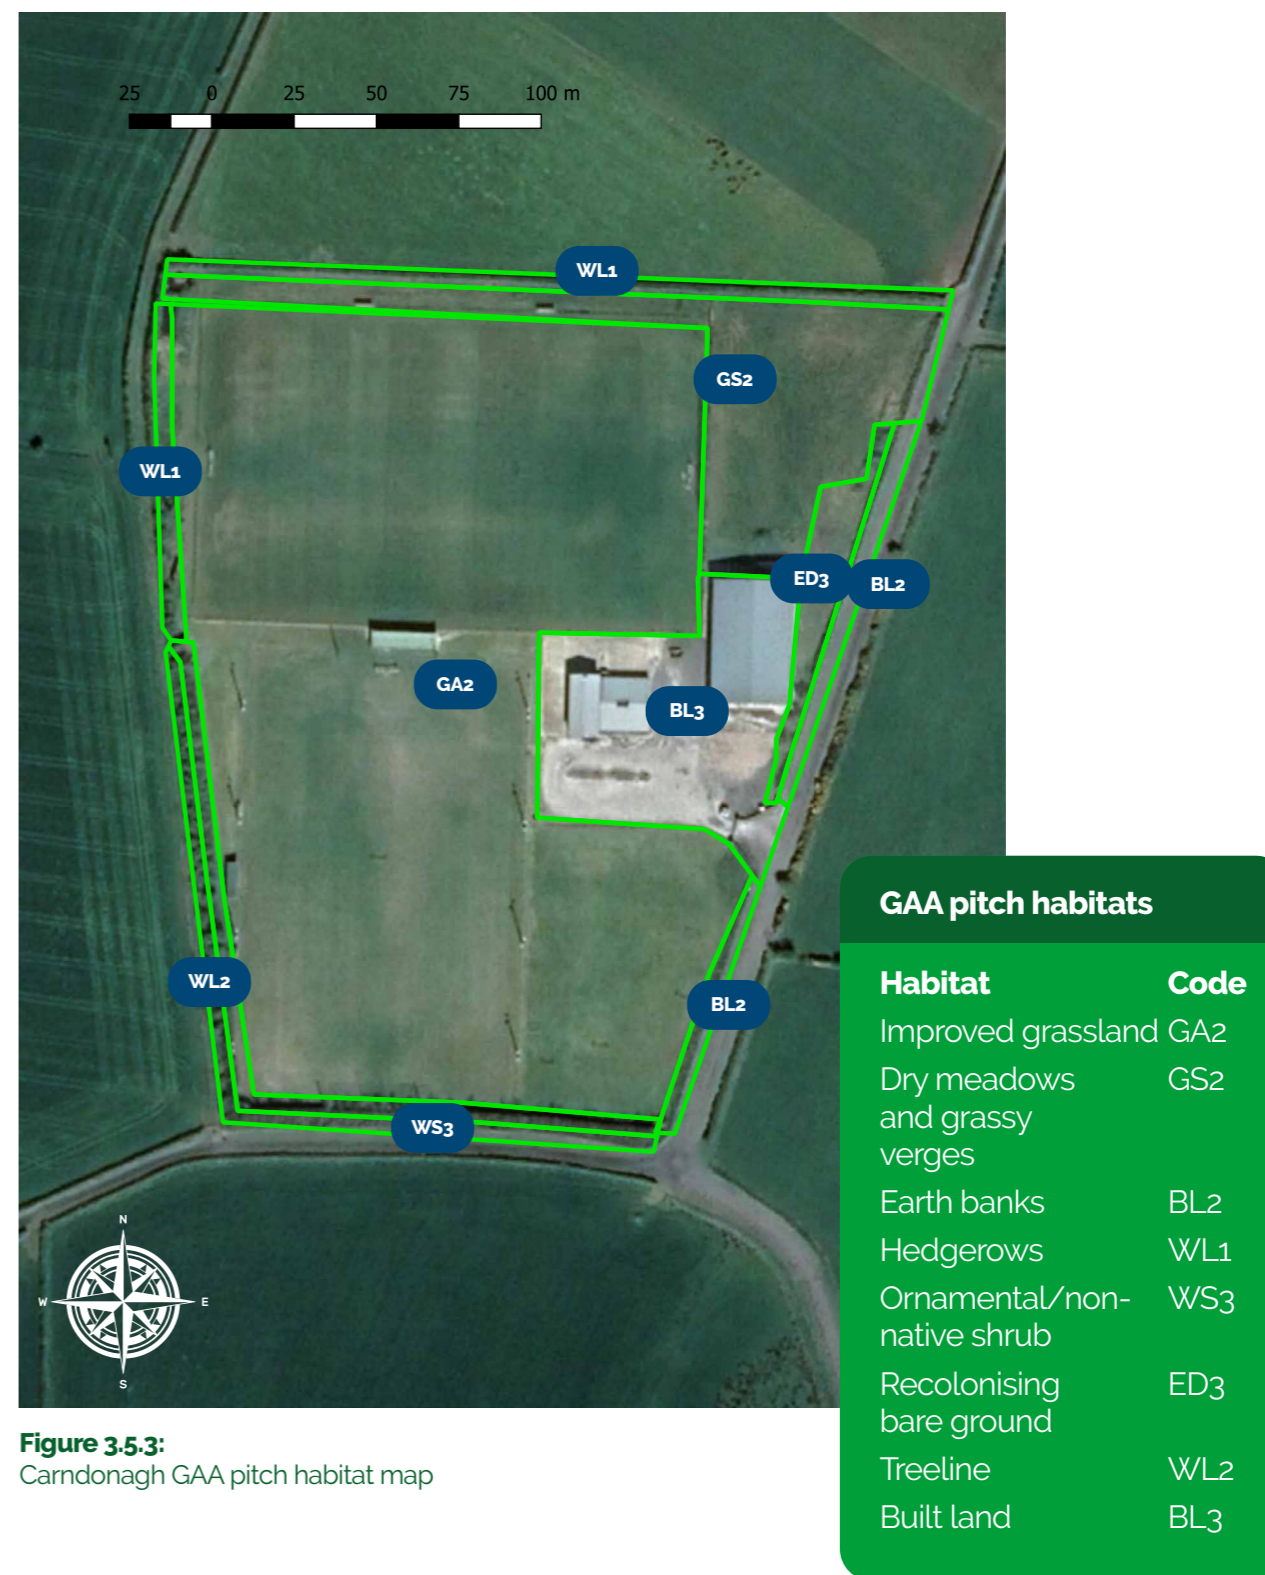 25 0 25 50 75 100 m
WL1
GS2
WL1
ED3
BL2
GA2
BL3
WL2
BL2
WS3
N
W E
S
GAA pitch habitats
Habitat Code
Improved grassland GA2
Dry meadows GS2
and grassy
verges
Earth banks BL2
Hedgerows WL1
Ornamental/non- WS3
native shrub
Recolonising ED3
bare ground
Treeline WL2
Built land BL3
Figure 3.5.3:
Carndonagh GAA pitch habitat map